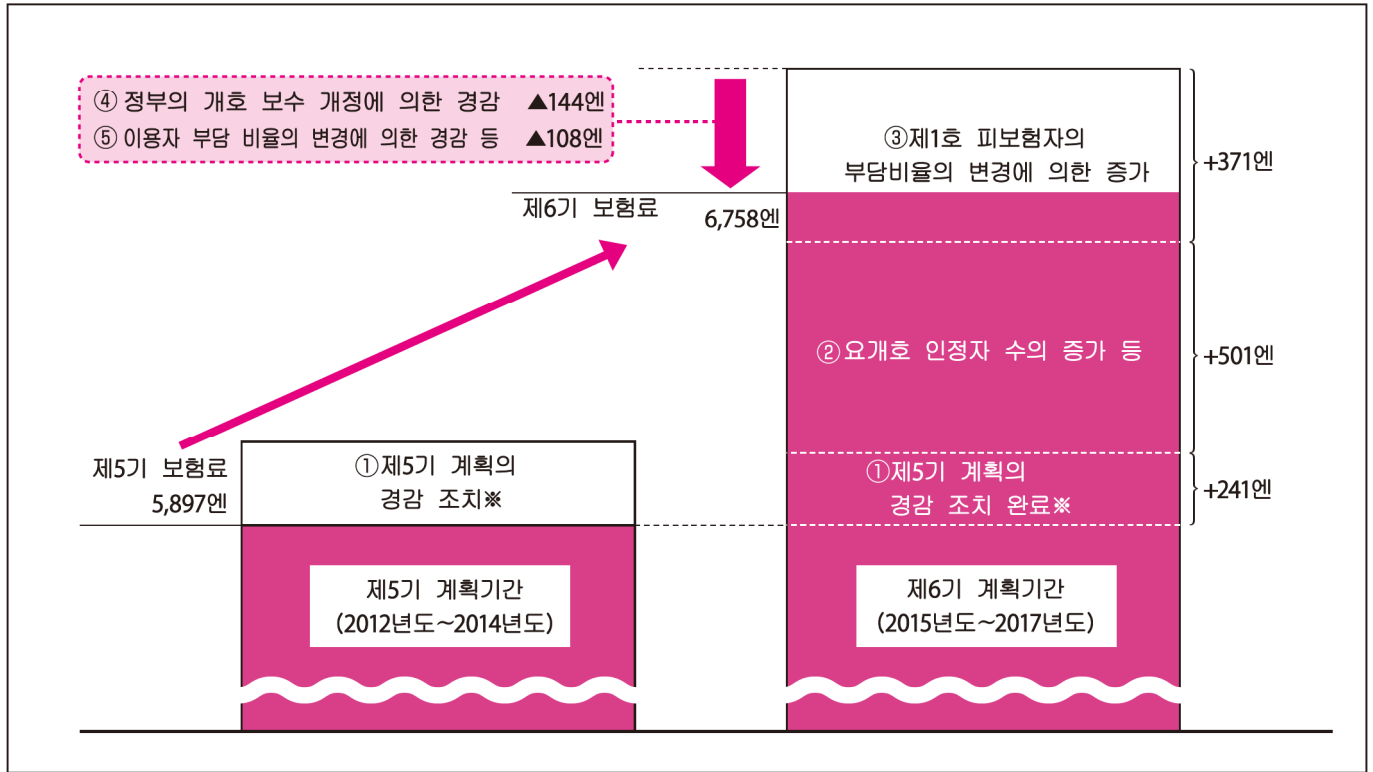 ④ 정부의 개호 보수 개정에 의한 경감 ▲144엔
⑤ 이용자 부담 비율의 변경에 의한 경감 등 ▲108엔
③제1호 피보험자의
부담비율의 변경에 의한 증가
+371엔
제6기 보험료
6,758엔
②요개호 인정자 수의 증가 등
+501엔
제5기 보험료
5,897엔
①제5기 계획의
경감 조치※
①제5기 계획의
경감 조치 완료※
+241엔
제5기 계획기간
(2012년도~2014년도)
제6기 계획기간
(2015년도~2017년도)